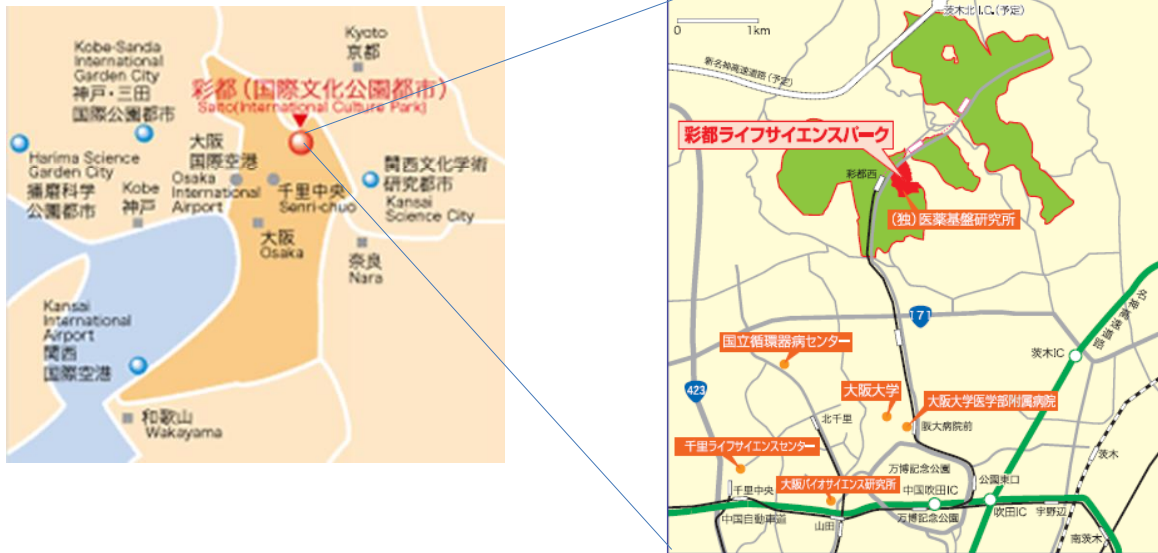 Kobe-Sanda
International
Garden City
神戸・三田
国際公園都市
Kyoto
京都
彩都(国際文化公園都市)
Saito(International Culture Park)
Harima Science
Garden City
播磨科学
公園都市
Kobe
神戸
大阪
国際空港
Osaka
International
Airport
千里中央
Senri-chuo
関西文化学術
研究都市
Kansai
Science City
大阪
Osaka
奈良
Nara
Kansai
International
Airport
関西
国際空港
和歌山
Wakayama
0 1km
茨木北I.C.(予定)
新名神高速道路(予定)
彩都ライフサイエンスパーク
彩都西
(独)医薬基盤研究所
171
名神高速道路
国立循環器病センター
茨木IC
423
大阪大学
大阪大学医学部附属病院
北千里
阪大病院前
千里ライフサイエンスセンター
茨木
万博記念公園
大阪バイオサイエンス研究所
公園東口
千里中央
中国吹田IC
中国自動車道
山田
万博記念公園
吹田IC
宇野辺
南茨木